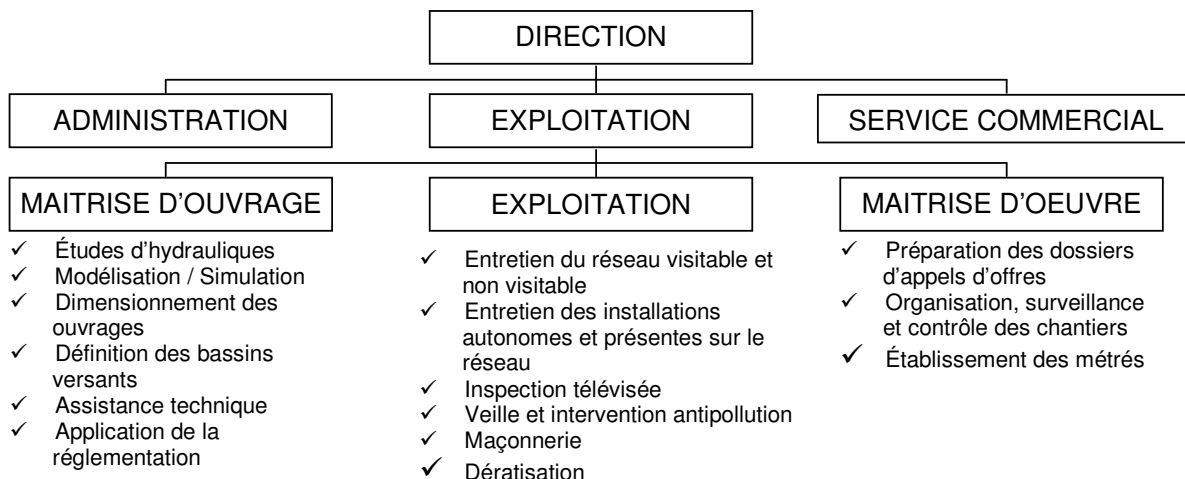 DIRECTION
ADMINISTRATION
EXPLOITATION
SERVICE COMMERCIAL
MAITRISE D'OUVRAGE
✓ Études d'hydrauliques
✓ Modélisation / Simulation
✓ Dimensionnement des
ouvrages
✓ Définition des bassins
versants
✓ Assistance technique
✓ Application de la
réglementation
EXPLOITATION
✓ Entretien du réseau visitable et
non visitable
✓ Entretien des installations
autonomes et présentes sur le
réseau
✓ Inspection télévisée
✓ Veille et intervention antipollution
✓ Maçonnerie
✓ Dératisation
MAITRISE D'OEUVRE
✓ Préparation des dossiers
d'appels d'offres
✓ Organisation, surveillance
et contrôle des chantiers
✓ Établissement des métrés